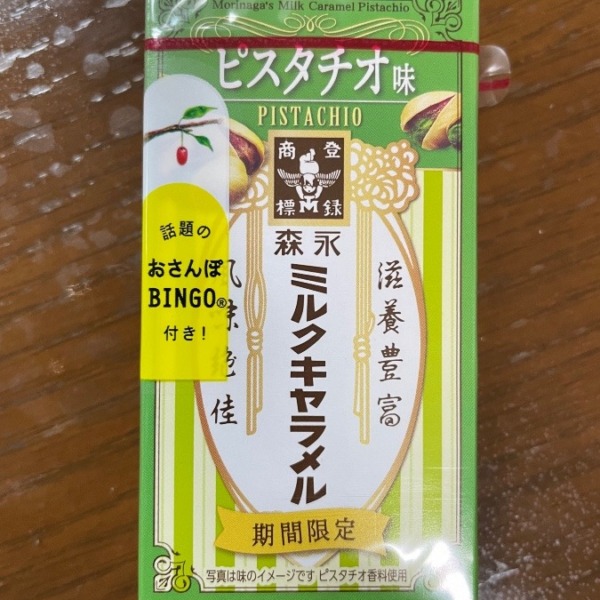 Morinaga's Milk Caramel Pistachio
ピスタチオ味
PISTACHIO
登録
商標
M
森永
ミルクキャラメル
滋養豊富
風味絶佳
話題の
おさんぽ
BINGO®
付き!
期間限定
写真は味のイメージです ピスタチオ香料使用